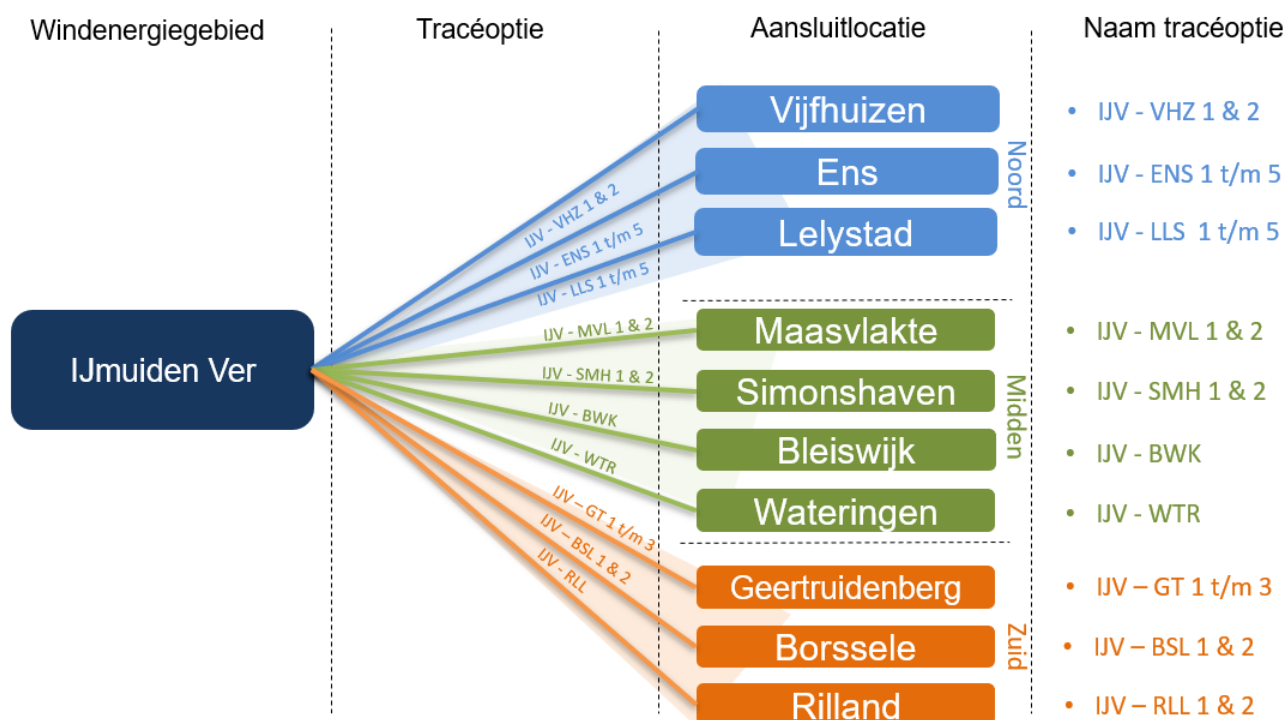 Windenergiegebied
Tracéoptie
Aansluitlocatie
Naam tracéoptie
IJmuiden Ver
IJV - VHZ 1 & 2
IJV - ENS 1 t/m 5
IJV - LLS 1 t/m 5
IJV - MVL 1 & 2
IJV - SMH 1 & 2
IJV - BWK
IJV - WTR
IJV – GT 1 t/m 3
IJV – BSL 1 & 2
IJV - RLL
Vijfhuizen
Ens
Lelystad
Noord
Maasvlakte
Simonshaven
Bleiswijk
Wateringen
Midden
Geertruidenberg
Borssele
Rilland
Zuid
• IJV - VHZ 1 & 2
• IJV - ENS 1 t/m 5
• IJV - LLS 1 t/m 5
• IJV - MVL 1 & 2
• IJV - SMH 1 & 2
• IJV - BWK
• IJV - WTR
• IJV – GT 1 t/m 3
• IJV – BSL 1 & 2
• IJV – RLL 1 & 2